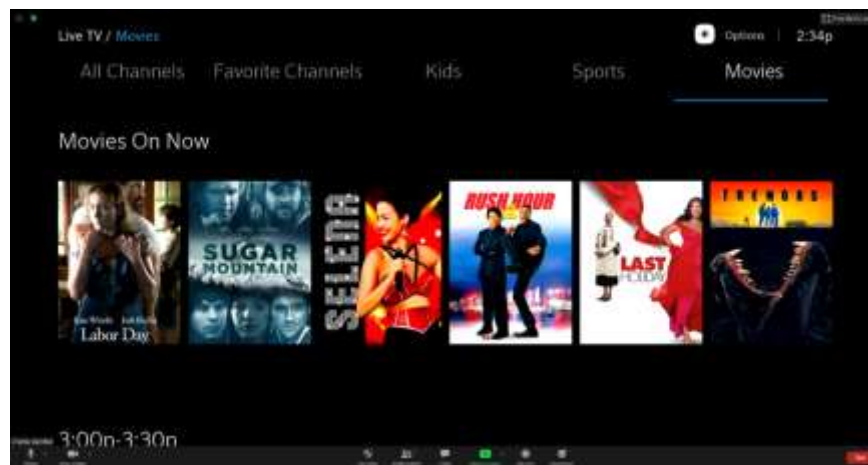 Live TV / Movies
Options | 2:34p
All Channels Favorite Channels Kids Sports Movies
Movies On Now
Labor Day
SUGAR MOUNTAIN
SELENA
RUSH HOUR
LAST HOLIDAY
TREMORS
3:00p-3:30p